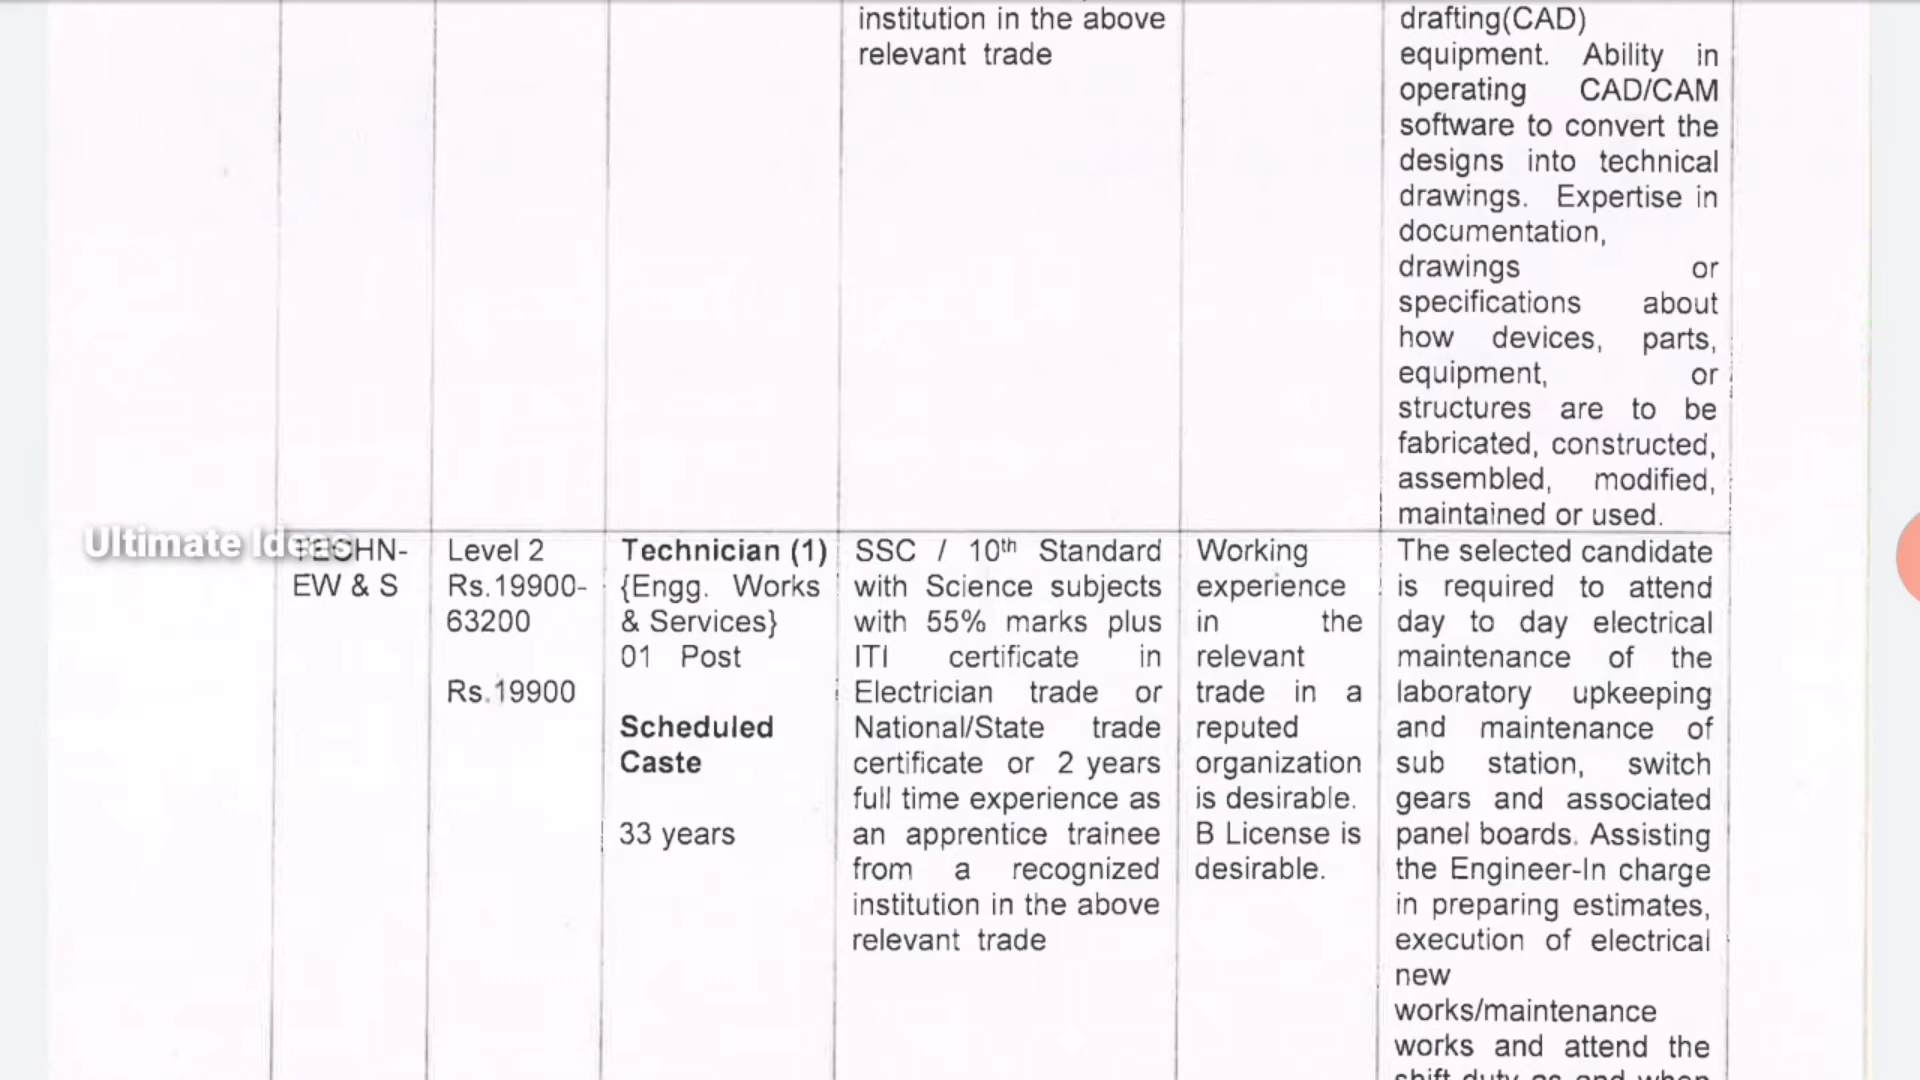 institution in the above
relevant trade
drafting(CAD)
equipment. Ability in
operating CAD/CAM
software to convert the
designs into technical
drawings. Expertise in
documentation,
drawings or
specifications about
how devices, parts,
equipment, or
structures are to be
fabricated, constructed,
assembled, modified,
maintained or used.
Ultimate Ideas
TECHN-
EW & S
Level 2
Rs.19900-
63200
Rs.19900
Technician (1)
{Engg. Works
& Services}
01 Post
Scheduled
Caste
33 years
SSC / 10th Standard
with Science subjects
with 55% marks plus
ITI certificate in
Electrician trade or
National/State trade
certificate or 2 years
full time experience as
an apprentice trainee
from a recognized
institution in the above
relevant trade
Working
experience
in the
relevant
trade in a
reputed
organization
is desirable.
B License is
desirable.
The selected candidate
is required to attend
day to day electrical
maintenance of the
laboratory upkeeping
and maintenance of
sub station, switch
gears and associated
panel boards. Assisting
the Engineer-In charge
in preparing estimates,
execution of electrical
new
works/maintenance
works and attend the
shift duty as and when